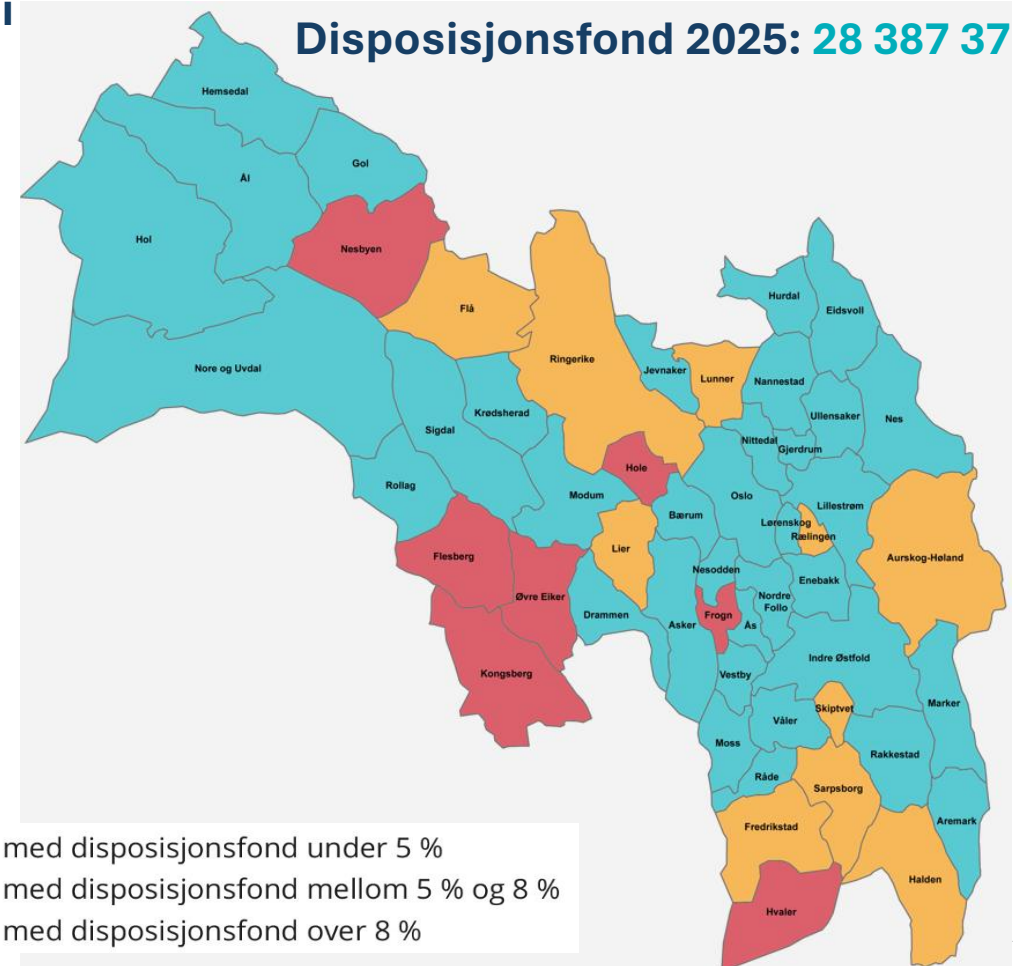 Disposisjonsfond 2025: 28 387 37
Hemsedal
Gol
Ål
Hol
Nesbyen
Hurdal
Flå
Eidsvoll
Ringerike
Nore og Uvdal
Jevnaker
Lunner
Nannestad
Krødsherad
Ullensaker
Nes
Sigdal
Nittedal
Gjerdrum
Hole
Rollag
Modum
Oslo
Lillestrøm
Bærum
Lørenskog
Rælingen
Lier
Flesberg
Aurskog-Høland
Nesodden
Enebakk
Øvre Eiker
Nordre
Follo
Drammen
Frogn
Asker
Ås
Indre Østfold
Kongsberg
Vestby
Marker
Skiptvet
Våler
Moss
Rakkestad
Råde
Sarpsborg
Aremark
Fredrikstad
Halden
Hvaler
med disposisjonsfond under 5 %
med disposisjonsfond mellom 5 % og 8 %
med disposisjonsfond over 8 %